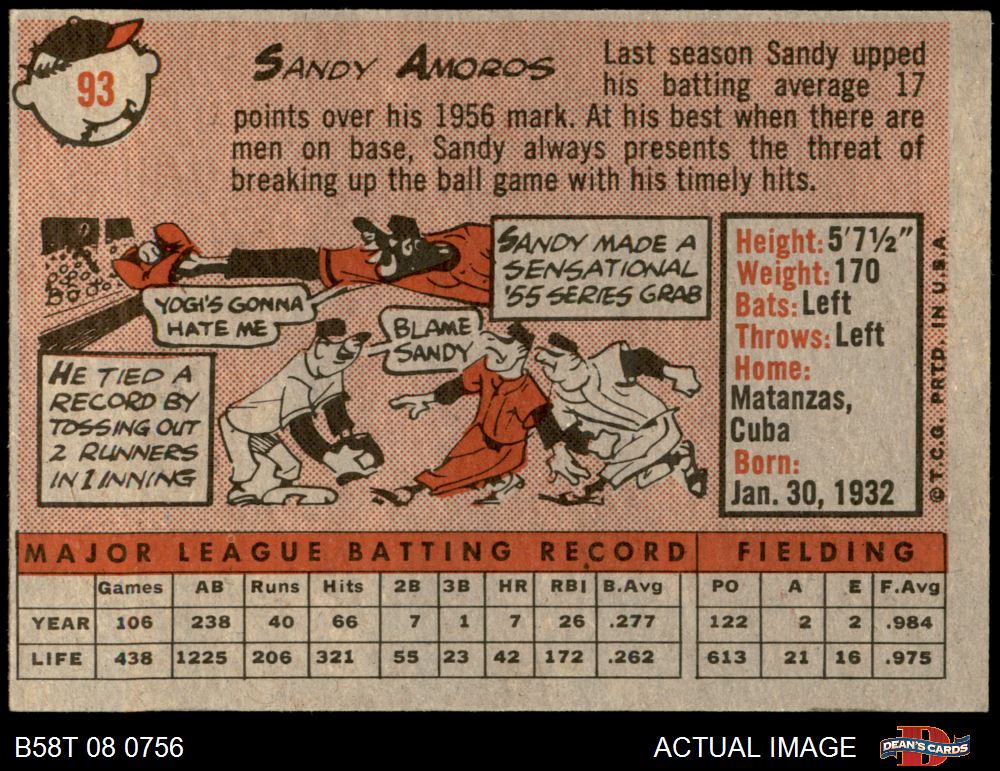 93
SANDY AMOROS
Last season Sandy upped
his batting average 17
points over his 1956 mark. At his best when there are
men on base, Sandy always presents the threat of
breaking up the ball game with his timely hits.
YOGI'S GONNA
HATE ME
SANDY MADE A
SENSATIONAL
'55 SERIES GRAB
BLAME
SANDY
HE TIED A
RECORD BY
TOSSING OUT
2 RUNNERS
IN 1 INNING
Height: 5'7½"
Weight: 170
Bats: Left
Throws: Left
Home:
Matanzas,
Cuba
Born:
Jan. 30, 1932
© T.C.G. PRTD. IN U.S.A.
MAJOR LEAGUE BATTING RECORD FIELDING
Games AB Runs Hits 2B 3B HR RBI B.Avg PO A E F.Avg
YEAR 106 238 40 66 7 1 7 26 .277 122 2 2 .984
LIFE 438 1225 206 321 55 23 42 172 .262 613 21 16 .975
B58T 08 0756
ACTUAL IMAGE
DEAN'S CARDS